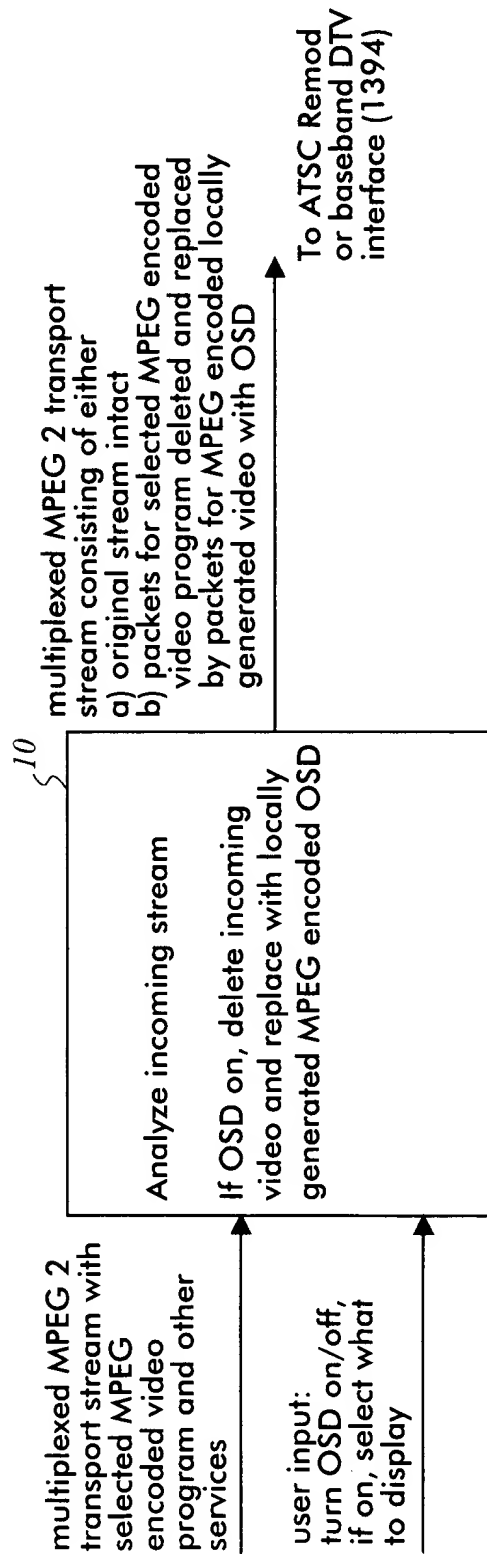 multiplexed MPEG 2
transport stream with
selected MPEG
encoded video
program and other
services
user input:
turn OSD on/off,
if on, select what
to display
10
Analyze incoming stream
If OSD on, delete incoming
video and replace with locally
generated MPEG encoded OSD
multiplexed MPEG 2 transport
stream consisting of either
a) original stream intact
b) packets for selected MPEG encoded
video program deleted and replaced
by packets for MPEG encoded locally
generated video with OSD
To ATSC Remod
or baseband DTV
interface (1394)